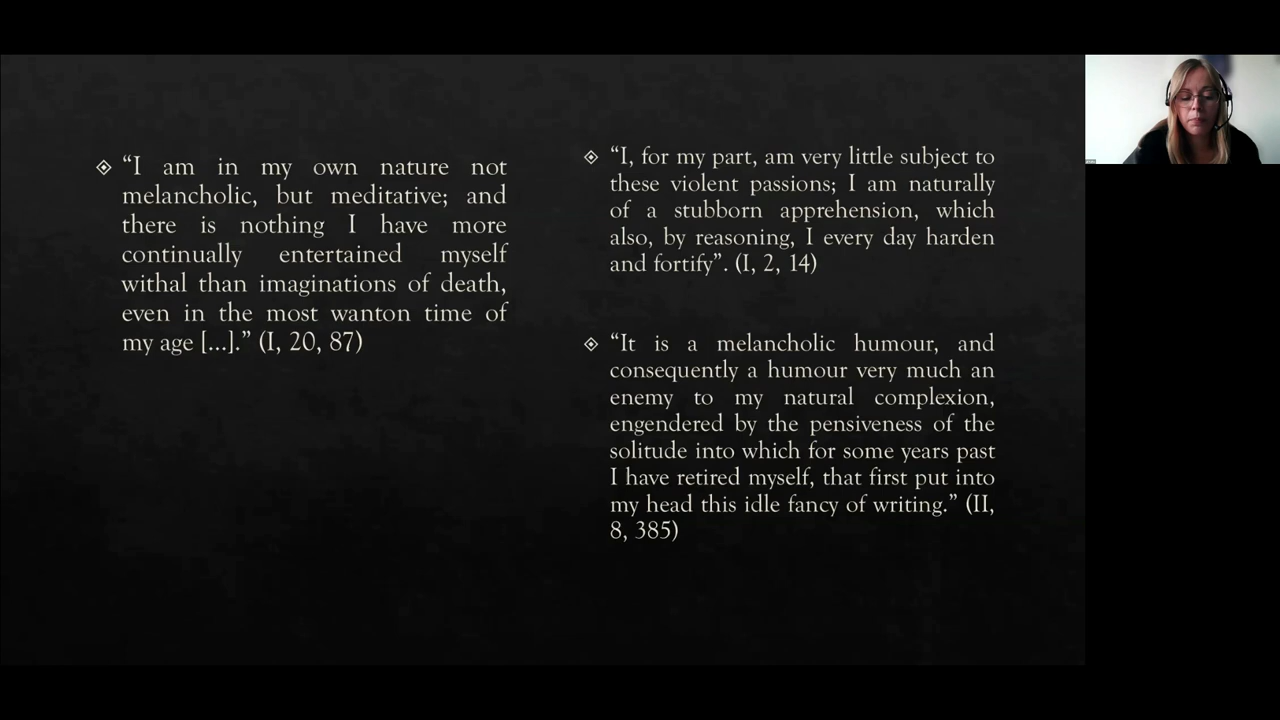 “I am in my own nature not
melancholic, but meditative; and
there is nothing I have more
continually entertained myself
withal than imaginations of death,
even in the most wanton time of
my age [...].” (I, 20, 87)
“I, for my part, am very little subject to
these violent passions; I am naturally
of a stubborn apprehension, which
also, by reasoning, I every day harden
and fortify”. (I, 2, 14)
“It is a melancholic humour, and
consequently a humour very much an
enemy to my natural complexion,
engendered by the pensiveness of the
solitude into which for some years past
I have retired myself, that first put into
my head this idle fancy of writing.” (II,
8, 385)